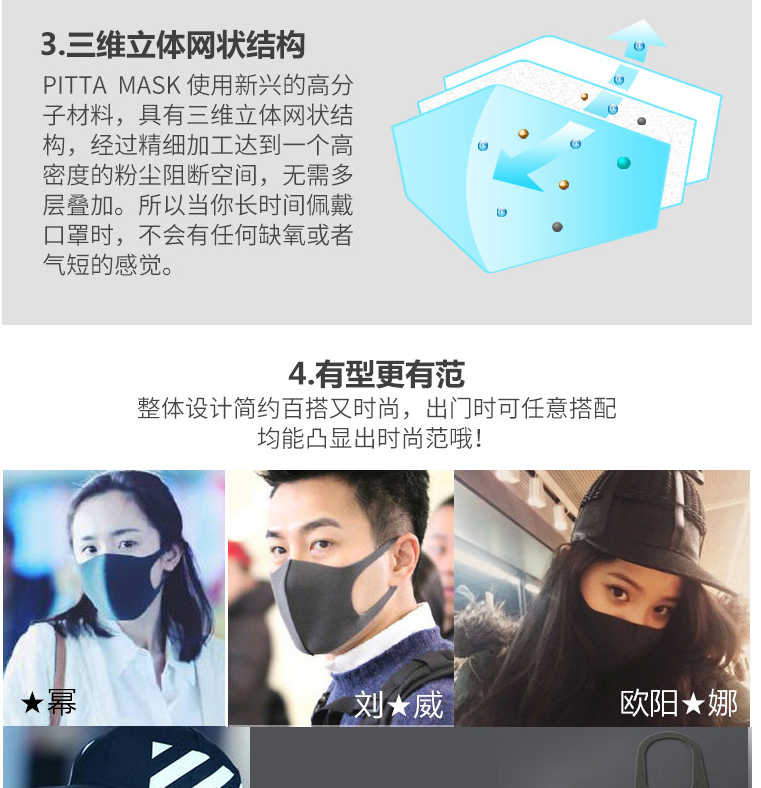 3.三维立体网状结构
PITTA MASK 使用新兴的高分
子材料，具有三维立体网状结
构，经过精细加工达到一个高
密度的粉尘阻断空间，无需多
层叠加。所以当你长时间佩戴
口罩时，不会有任何缺氧或者
气短的感觉。
4.有型更有范
整体设计简约百搭又时尚，出门时可任意搭配
均能凸显出时尚范哦！
★幂
刘★威
欧阳★娜